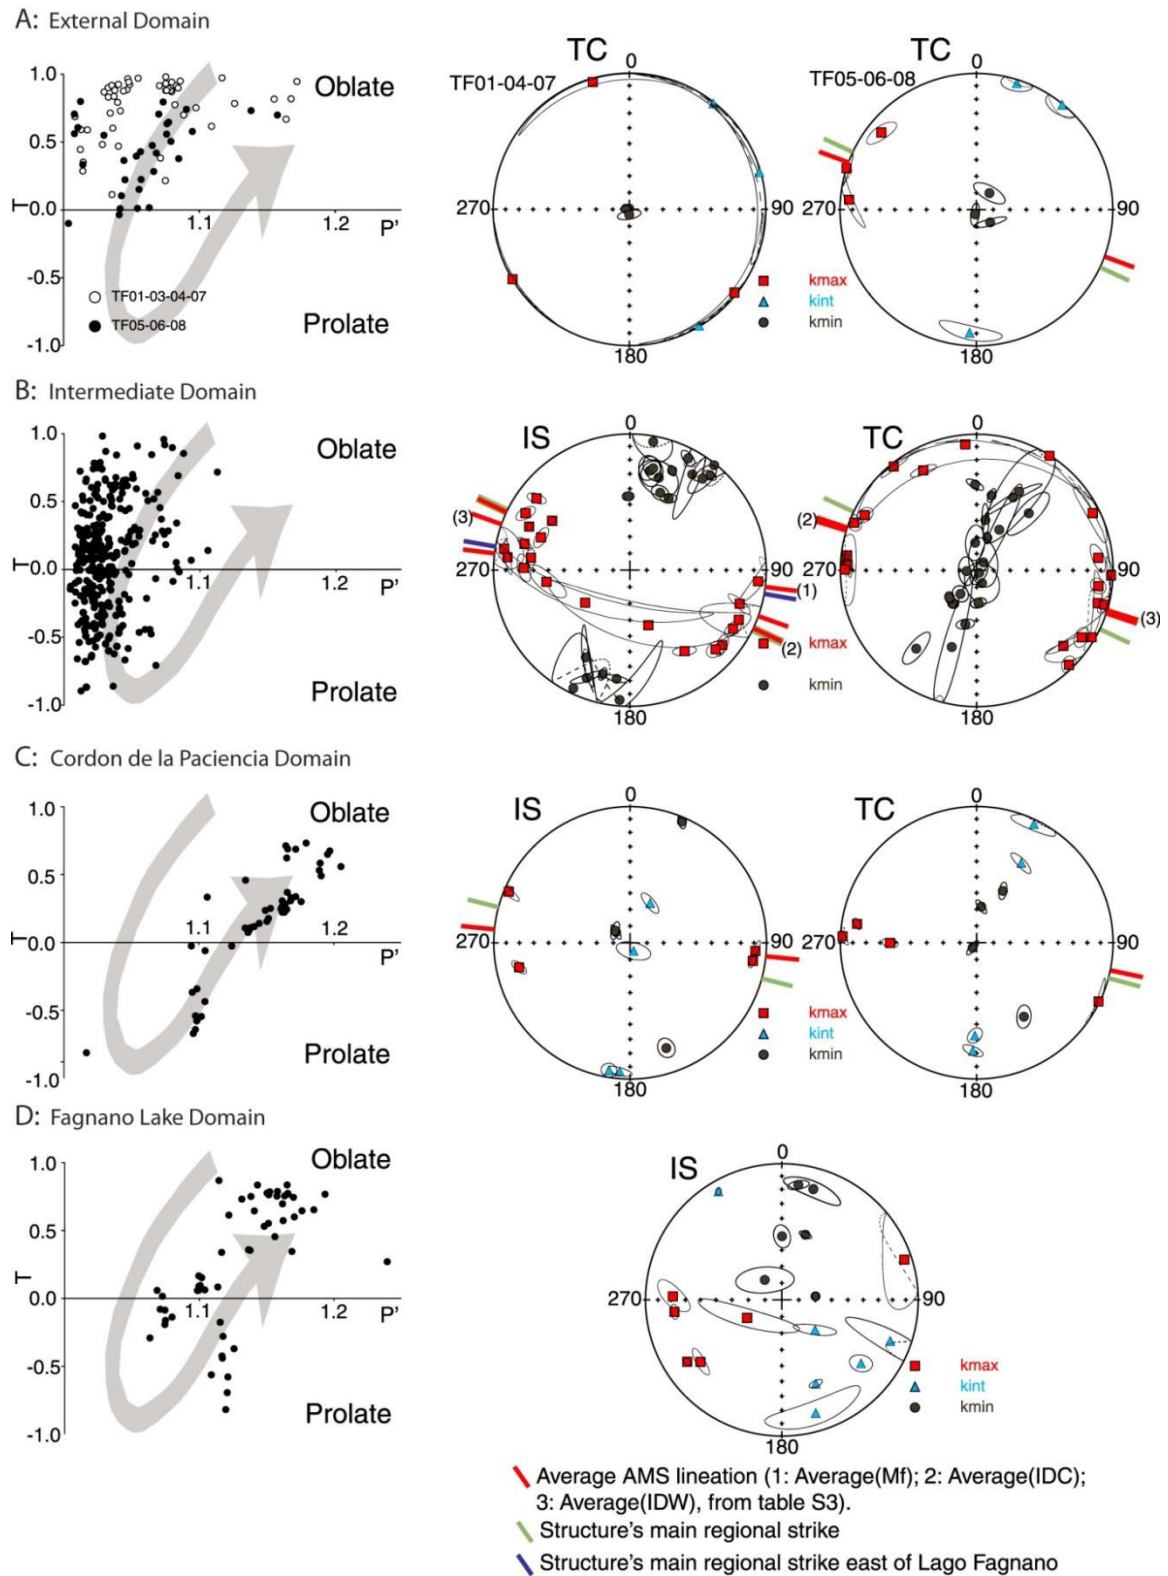 A: External Domain
1.0
0.5
T
0.0
-0.5
-1.0
1.1
1.2
P'
Oblate
Prolate
TF01-03-04-07
TF05-06-08
TC
TF01-04-07
0
90
180
270
kmax
kint
kmin
TC
TF05-06-08
0
90
180
270
B: Intermediate Domain
1.0
0.5
T
0.0
-0.5
-1.0
1.1
1.2
P'
Oblate
Prolate
IS
0
90
180
270
(3)
(1)
(2)
kmax
kmin
TC
0
90
180
270
(2)
(3)
C: Cordon de la Paciencia Domain
1.0
0.5
T
0.0
-0.5
-1.0
1.1
1.2
P'
Oblate
Prolate
IS
0
90
180
270
kmax
kint
kmin
TC
0
90
180
270
D: Fagnano Lake Domain
1.0
0.5
T
0.0
-0.5
-1.0
1.1
1.2
P'
Oblate
Prolate
IS
0
90
180
270
kmax
kint
kmin
Average AMS lineation (1: Average(Mf); 2: Average(IDC);
3: Average(IDW), from table S3).
Structure's main regional strike
Structure's main regional strike east of Lago Fagnano